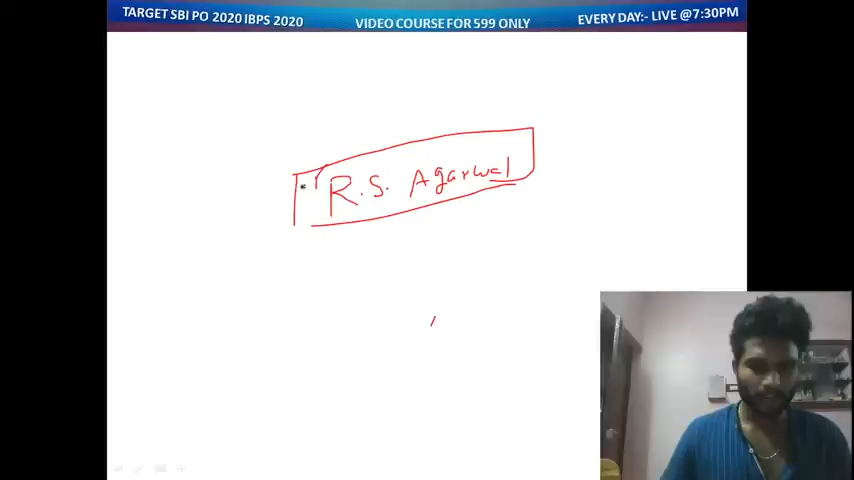 TARGET SBI PO 2020 IBPS 2020
VIDEO COURSE FOR 599 ONLY
EVERY DAY:- LIVE @7:30PM
R.S. Agarwal